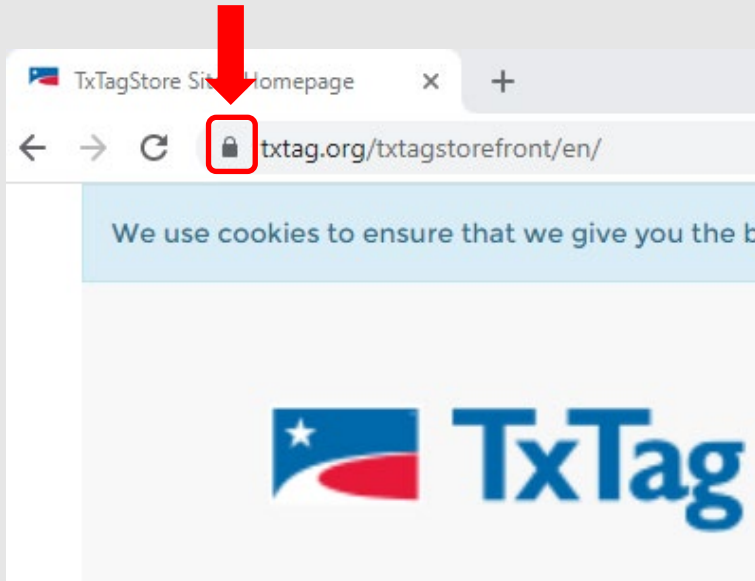 TxTagStore Site Homepage
txtag.org/txtagstorefront/en/
We use cookies to ensure that we give you the b
TxTag